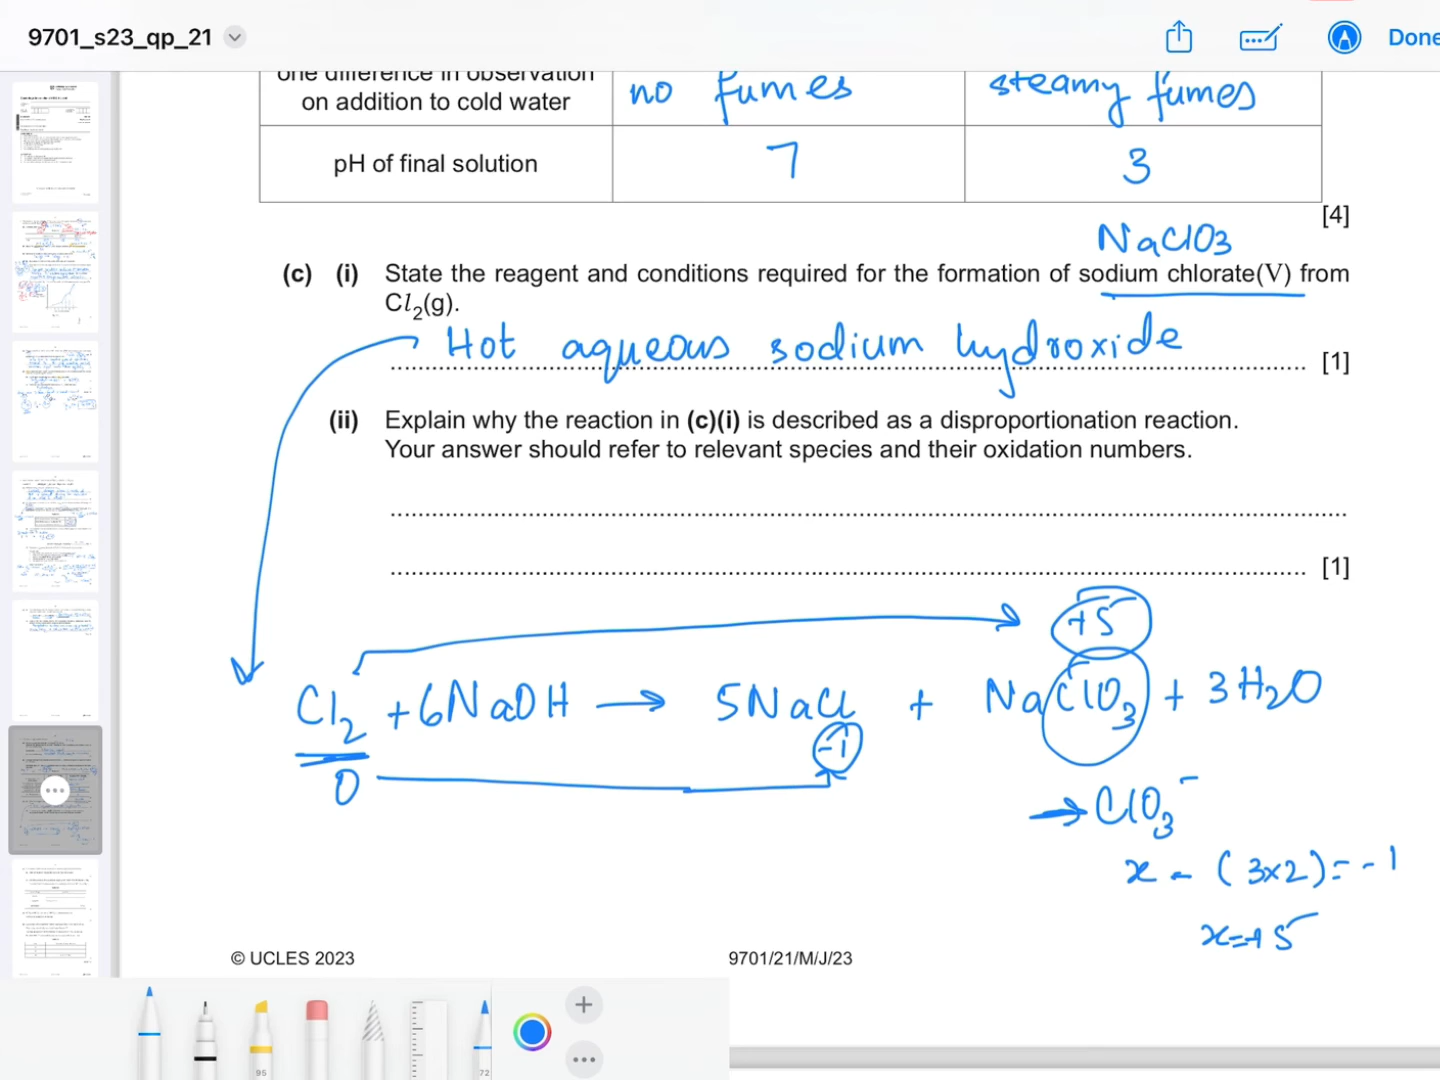 9701_s23_qp_21
Done
one difference in observation
on addition to cold water
no fumes
steamy fumes
pH of final solution
7
3
[4]
NaClO3
(c) (i) State the reagent and conditions required for the formation of sodium chlorate(V) from
Cl2(g).
Hot aqueous sodium hydroxide
[1]
(ii) Explain why the reaction in (c)(i) is described as a disproportionation reaction.
Your answer should refer to relevant species and their oxidation numbers.
[1]
+5
Cl2 + 6NaOH → 5NaCl + NaClO3 + 3H2O
-1
0
→ ClO3-
x - (3x2) = -1
x=+5
© UCLES 2023
9701/21/M/J/23
95
72